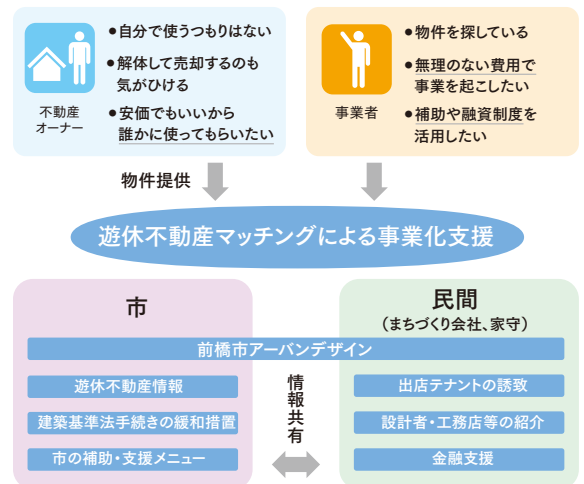 不動産
オーナー
●自分で使うつもりはない
●解体して売却するのも
気がひける
●安価でもいいから
誰かに使ってもらいたい
事業者
●物件を探している
●無理のない費用で
事業を起こしたい
●補助や融資制度を
活用したい
物件提供
遊休不動産マッチングによる事業化支援
市
民間
（まちづくり会社、家守）
前橋市アーバンデザイン
遊休不動産情報
建築基準法手続きの緩和措置
市の補助・支援メニュー
情報共有
出店テナントの誘致
設計者・工務店等の紹介
金融支援